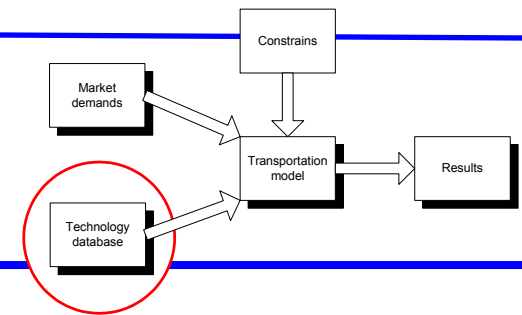 Constrains
Market
demands
Transportation
model
Results
Technology
database